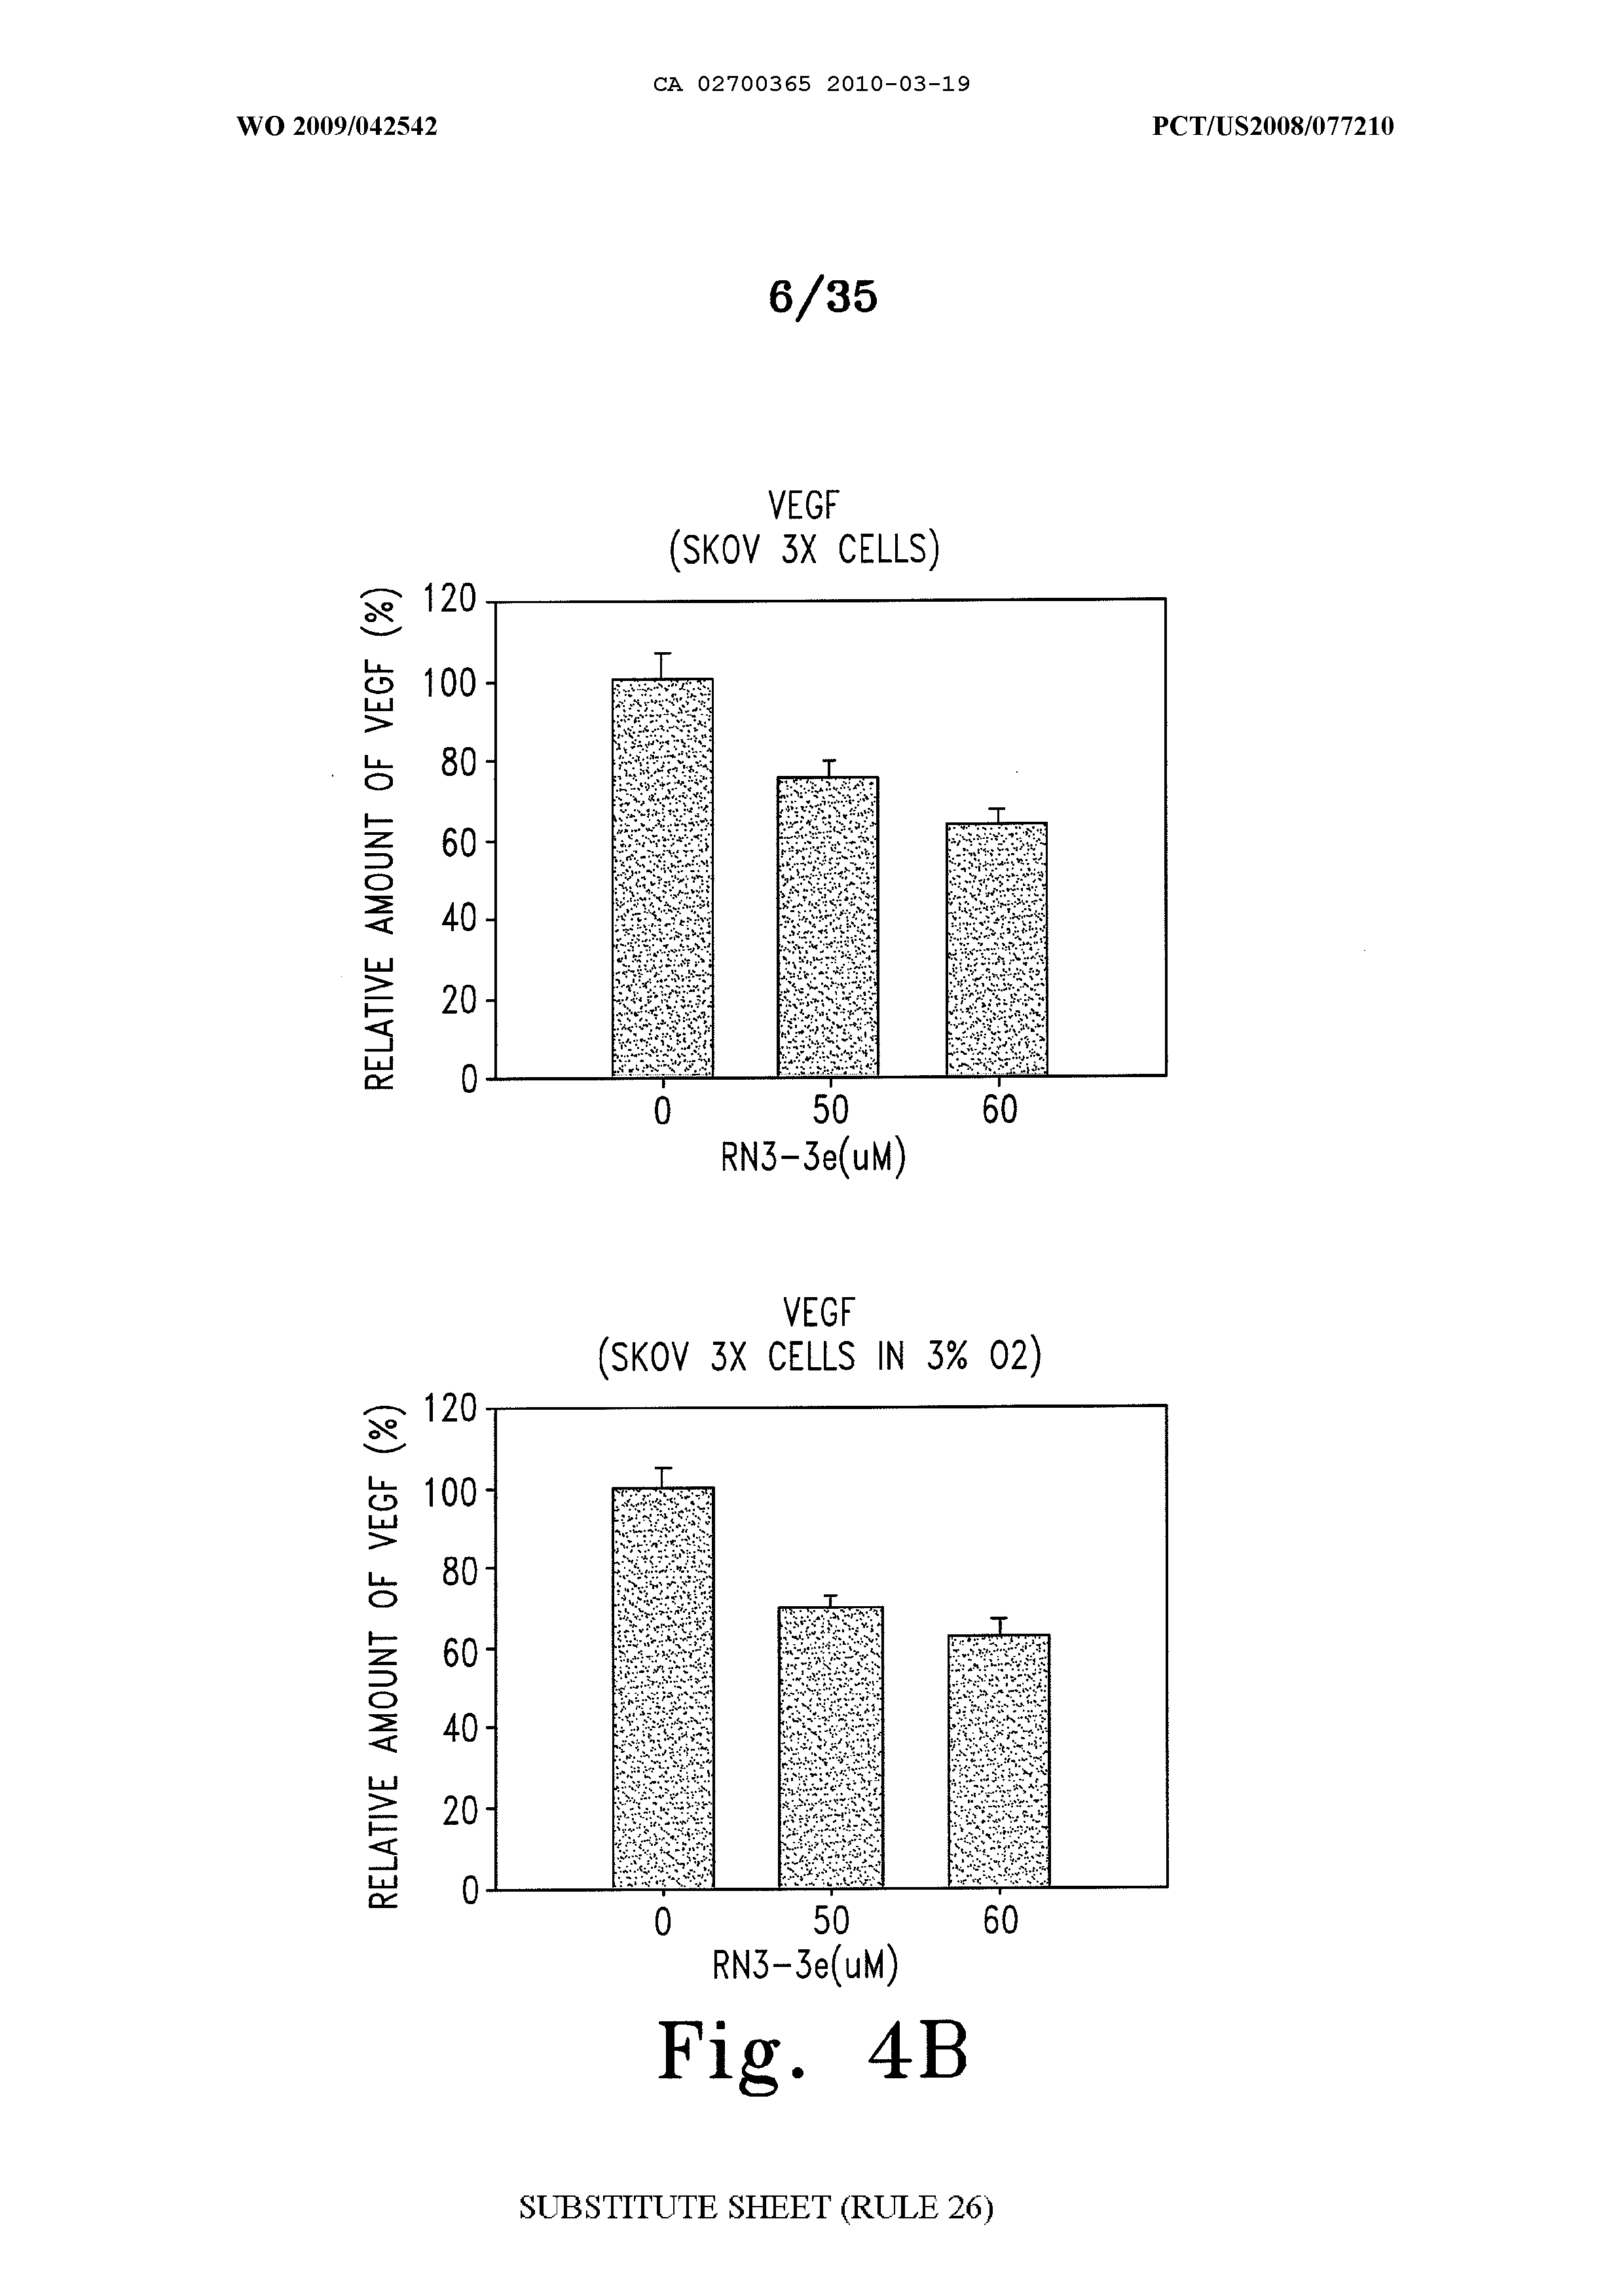 CA 02700365 2010-03-19
WO 2009/042542
PCT/US2008/077210
6/35
VEGF
(SKOV 3X CELLS)
RELATIVE AMOUNT OF VEGF (%)
120
100
80
60
40
20
0
0 50 60
RN3-3e(uM)
VEGF
(SKOV 3X CELLS IN 3% O2)
RELATIVE AMOUNT OF VEGF (%)
120
100
80
60
40
20
0
0 50 60
RN3-3e(uM)
Fig. 4B
SUBSTITUTE SHEET (RULE 26)